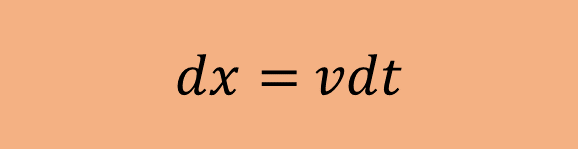 dx = vdt